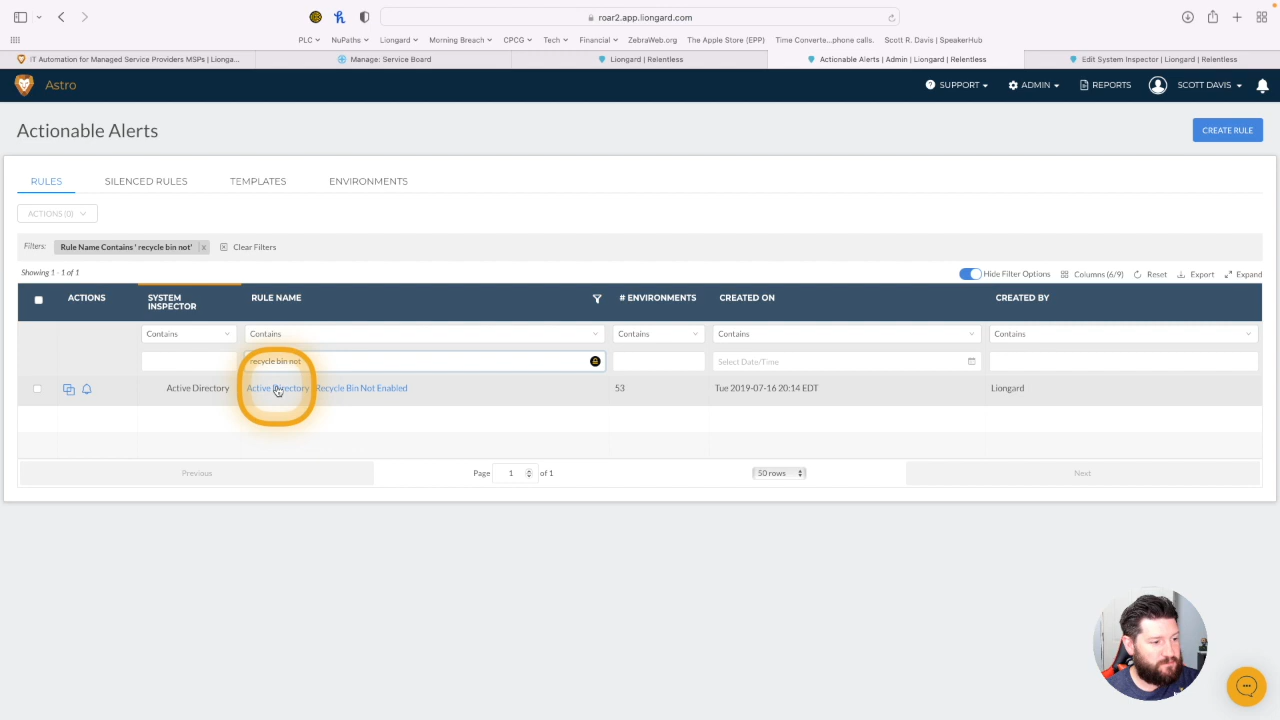 roar2.app.liongard.com
PLC NuPaths Liongard Morning Breach CPCG Tech Financial ZebraWeb.org The Apple Store (EPP) Time Converte...phone calls. Scott R. Davis | SpeakerHub
IT Automation for Managed Service Providers MSPs | Lionga... Manage: Service Board Liongard | Relentless Actionable Alerts | Admin | Liongard | Relentless Edit System Inspector | Liongard | Relentless
Astro SUPPORT ADMIN REPORTS SCOTT DAVIS
Actionable Alerts CREATE RULE
RULES SILENCED RULES TEMPLATES ENVIRONMENTS
ACTIONS (0)
Filters: Rule Name Contains ' recycle bin not' x Clear Filters
Showing 1 - 1 of 1 Hide Filter Options Columns (6/9) Reset Export Expand
ACTIONS SYSTEM INSPECTOR RULE NAME # ENVIRONMENTS CREATED ON CREATED BY
Contains Contains Contains Contains Contains
recycle bin not Select Date/Time
Active Directory Active Directory | Recycle Bin Not Enabled 53 Tue 2019-07-16 20:14 EDT Liongard
Previous Page 1 of 1 50 rows Next